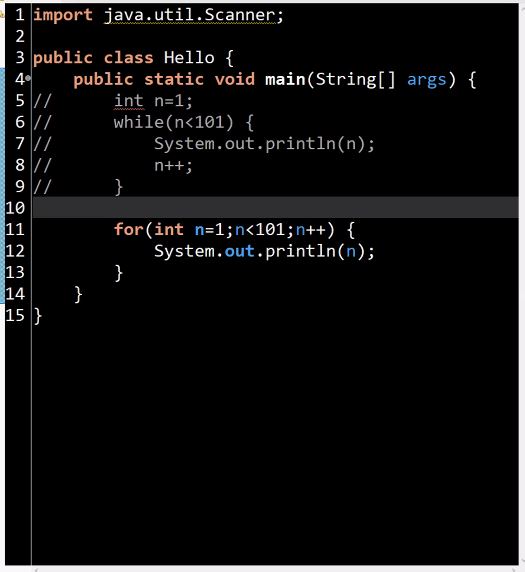 1 import java.util.Scanner;
2
3 public class Hello {
4     public static void main(String[] args) {
5 //      int n=1;
6 //      while(n<101) {
7 //          System.out.println(n);
8 //          n++;
9 //      }
10
11         for(int n=1;n<101;n++) {
12             System.out.println(n);
13         }
14     }
15 }